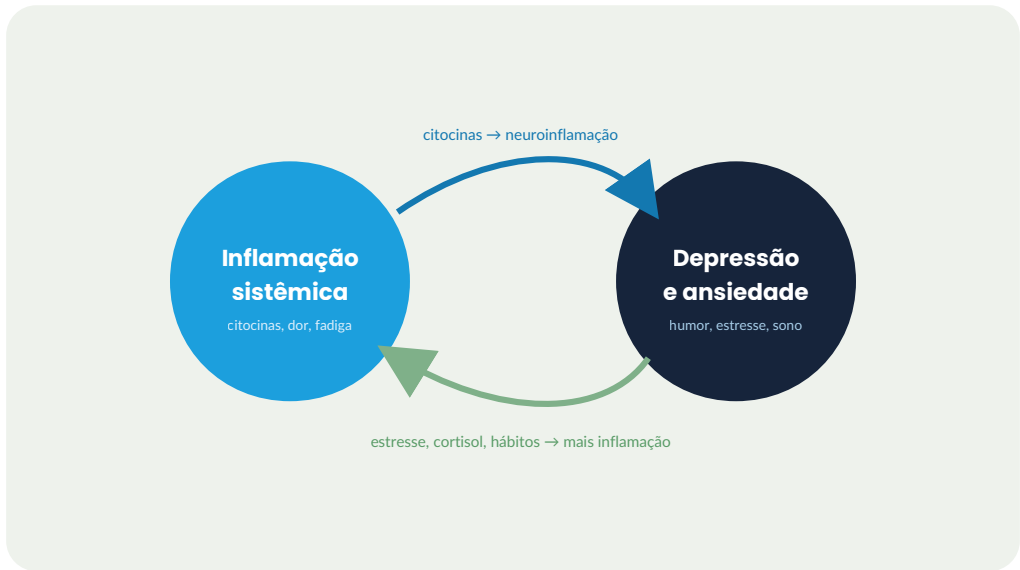 citocinas → neuroinflamação
Inflamação
sistêmica
citocinas, dor, fadiga
Depressão
e ansiedade
humor, estresse, sono
estresse, cortisol, hábitos → mais inflamação